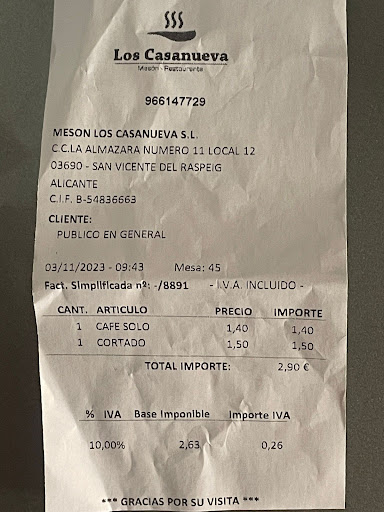 Los Casanueva
Mesón - Restaurante
966147729
MESON LOS CASANUEVA S.L.
C.C.LA ALMAZARA NUMERO 11 LOCAL 12
03690 - SAN VICENTE DEL RASPEIG
ALICANTE
C.I.F. B-54836663
CLIENTE:
PUBLICO EN GENERAL
03/11/2023 - 09:43 Mesa: 45
Fact. Simplificada nº: -/8891 - I.V.A. INCLUIDO -
CANT. ARTICULO PRECIO IMPORTE
1 CAFE SOLO 1,40 1,40
1 CORTADO 1,50 1,50
TOTAL IMPORTE: 2,90 €
% IVA Base Imponible Importe IVA
10,00% 2,63 0,26
*** GRACIAS POR SU VISITA ***